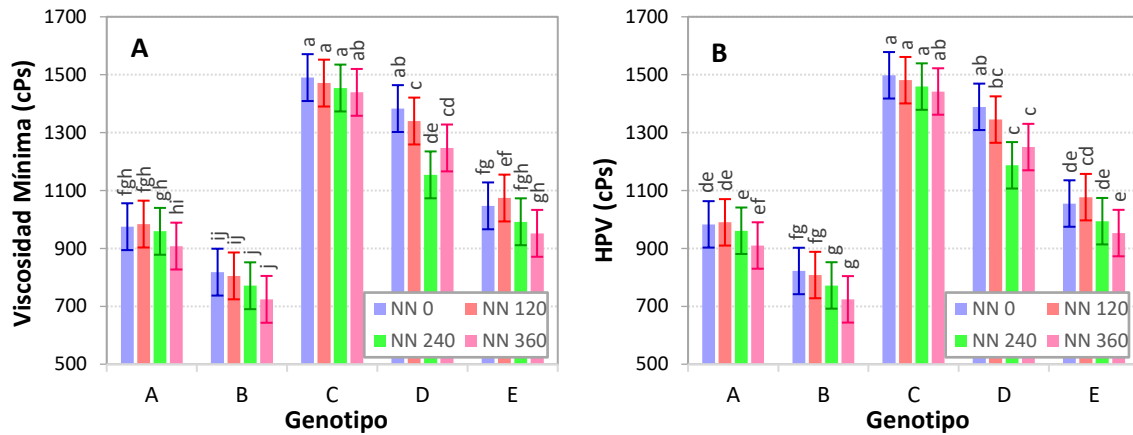 A
Viscosidad Mínima (cPs)
1700
1500
1300
1100
900
700
500
fgh fgh gh hi
ij ij j j
a a a ab
ab c de cd
fg ef fgh gh
NN 0 NN 120
NN 240 NN 360
A B C D E
Genotipo
B
HPV (cPs)
1700
1500
1300
1100
900
700
500
de de e ef
fg fg g g
a a a ab
ab bc c c
de cd de e
NN 0 NN 120
NN 240 NN 360
A B C D E
Genotipo